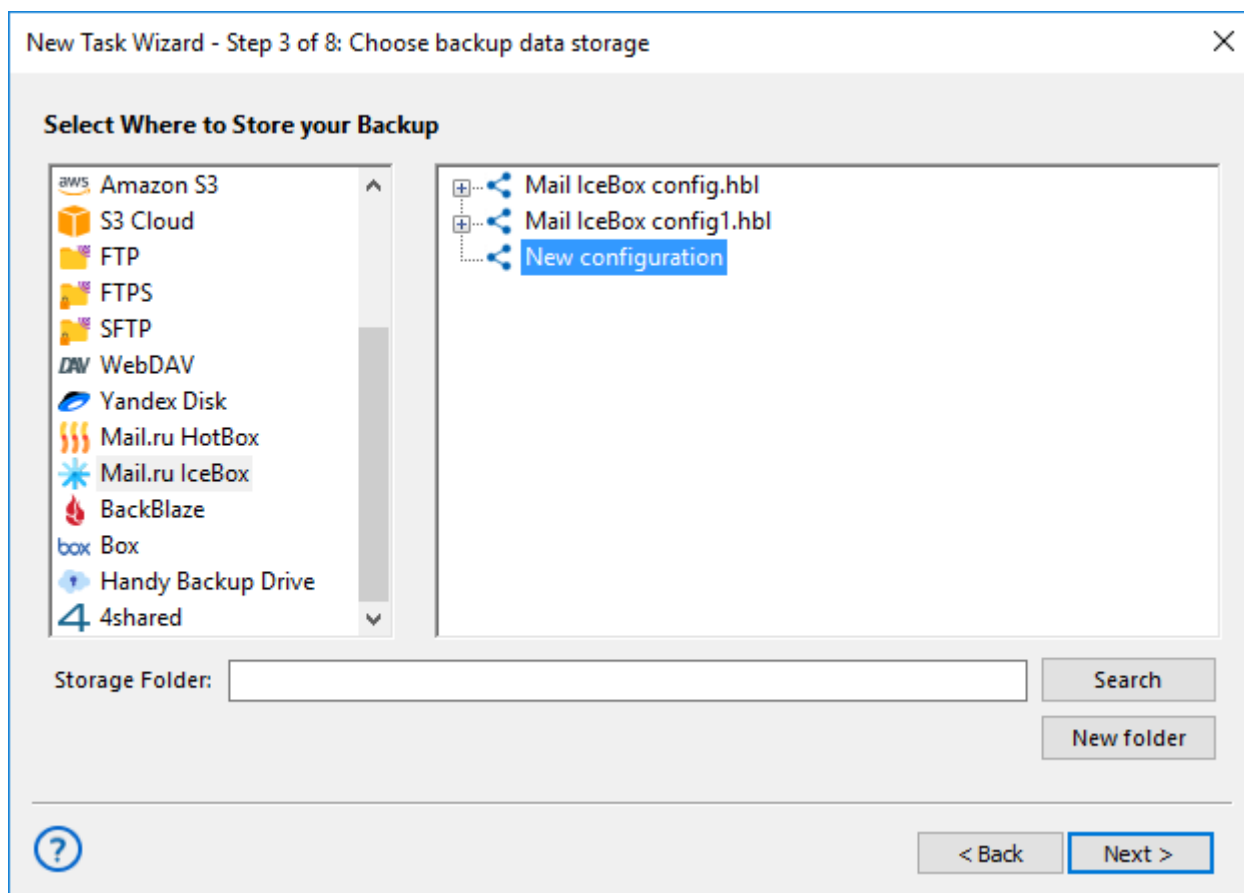 New Task Wizard - Step 3 of 8: Choose backup data storage
Select Where to Store your Backup
aws Amazon S3
S3 Cloud
FTP
FTPS
SFTP
DAV WebDAV
Yandex Disk
Mail.ru HotBox
Mail.ru IceBox
BackBlaze
box Box
Handy Backup Drive
4 4shared
Mail IceBox config.hbl
Mail IceBox config1.hbl
New configuration
Storage Folder:
Search
New folder
?
< Back
Next >